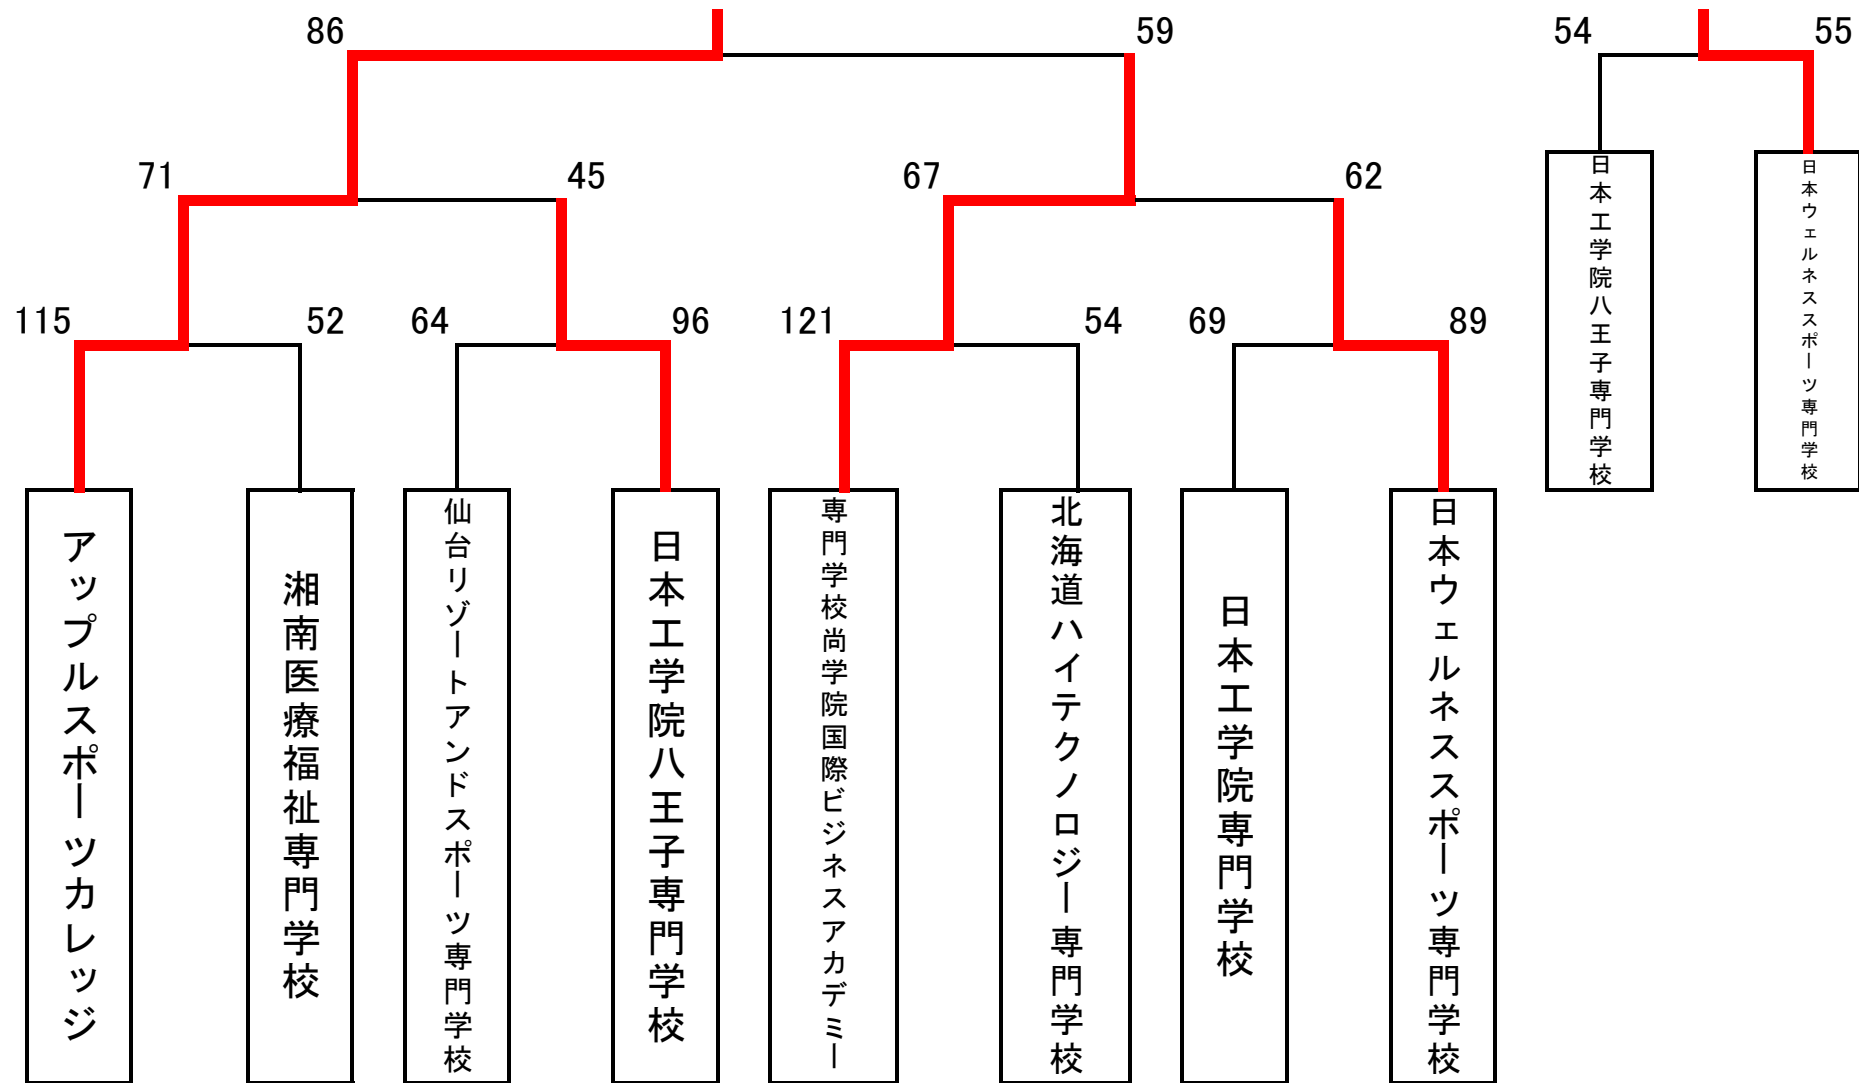 86
59
54
55
71
45
67
62
115
52
64
96
121
54
69
89
アップルスポーツカレッジ
湘南医療福祉専門学校
仙台リゾートアンドスポーツ専門学校
日本工学院八王子専門学校
専門学校尚学院国際ビジネスアカデミー
北海道ハイテクノロジー専門学校
日本工学院専門学校
日本ウェルネススポーツ専門学校
日本工学院八王子専門学校
日本ウェルネススポーツ専門学校